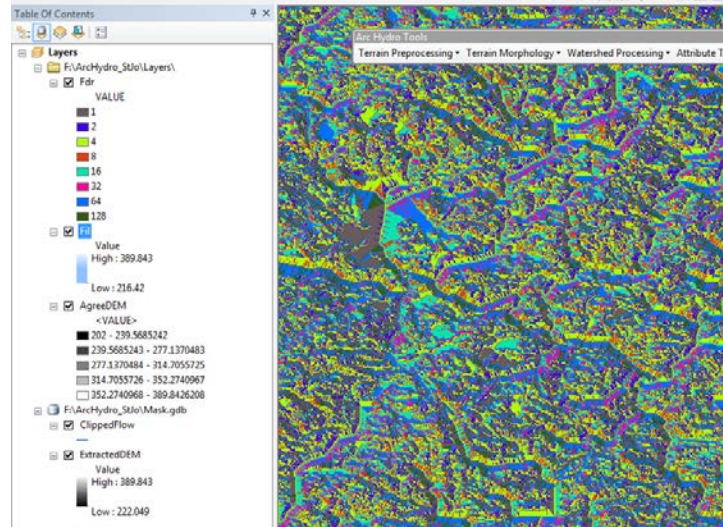 Table Of Contents
Layers
F:\ArcHydro_StJo\Layers\
Fdr
VALUE
1
2
4
8
16
32
64
128
Fil
Value
High : 389.843
Low : 216.42
AgreeDEM
<VALUE>
202 - 239.5685242
239.5685243 - 277.1370483
277.1370484 - 314.7055725
314.7055726 - 352.2740967
352.2740968 - 389.8426208
F:\ArcHydro_StJo\Mask.gdb
ClippedFlow
ExtractedDEM
Value
High : 389.843
Low : 222.049
Arc Hydro Tools
Terrain Preprocessing Terrain Morphology Watershed Processing Attribute T